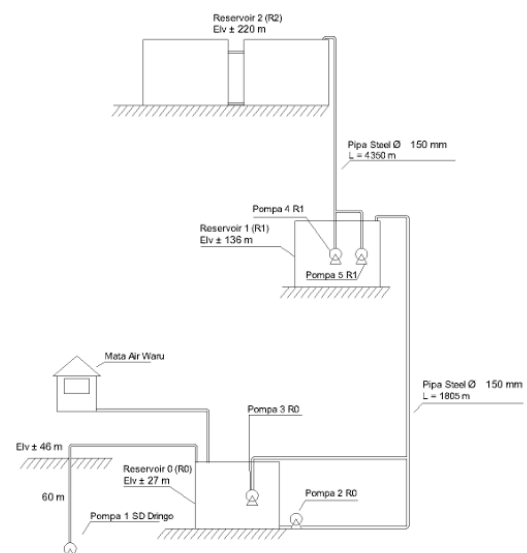 Reservoir 2 (R2)
Elv ± 220 m
Pipa Steel Ø 150 mm
L = 4350 m
Pompa 4 R1
Reservoir 1 (R1)
Elv ± 136 m
Pompa 5 R1
Mata Air Waru
Pipa Steel Ø 150 mm
L = 1805 m
Pompa 3 R0
Elv ± 46 m
Reservoir 0 (R0)
Elv ± 27 m
60 m
Pompa 2 R0
Pompa 1 SD Dringo